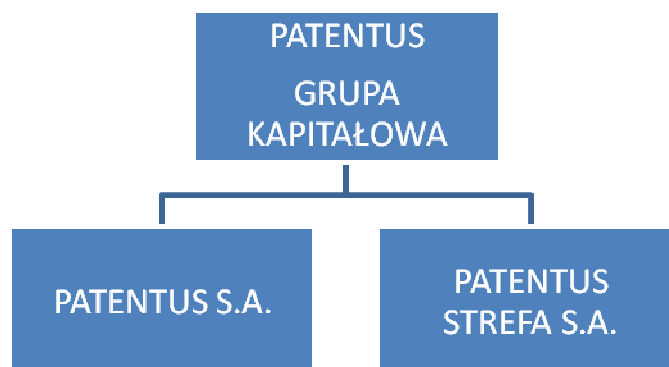 PATENTUS
GRUPA
KAPITAŁOWA
PATENTUS S.A.
PATENTUS
STREFA S.A.